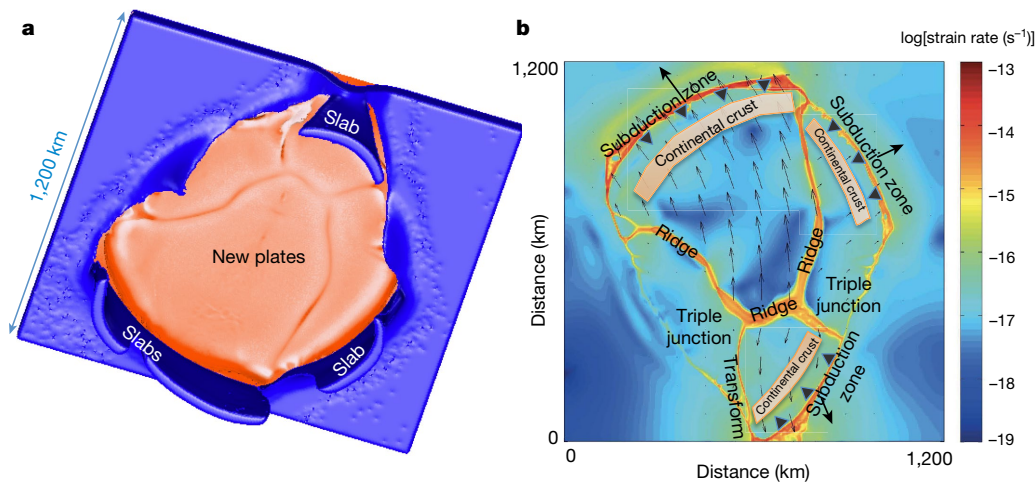 a
1,200 km
Slab
New plates
Slabs
Slab
b
log[strain rate (s⁻¹)]
1,200
Distance (km)
0
0
Distance (km)
1,200
Subduction zone
Continental crust
Subduction zone
Continental crust
Ridge
Ridge
Ridge
Triple
junction
Triple
junction
Transform
Continental crust
Subduction
zone
−13
−14
−15
−16
−17
−18
−19